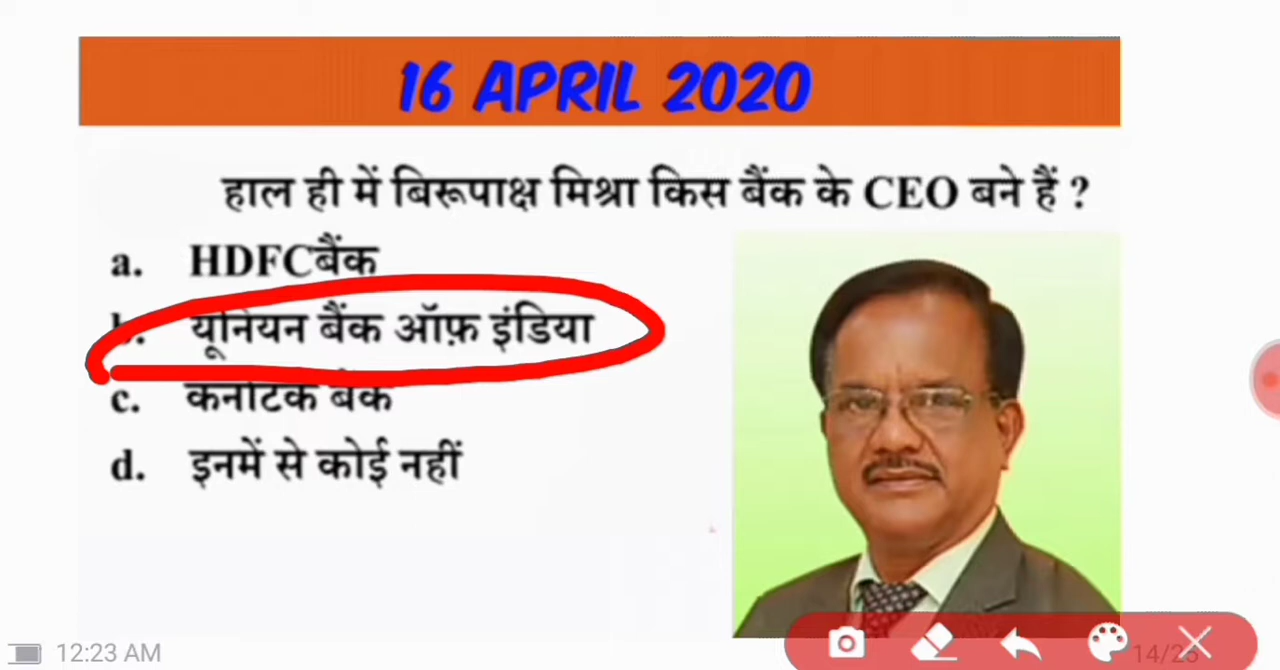 16 APRIL 2020
हाल ही में बिरूपाक्ष मिश्रा किस बैंक के CEO बने हैं ?
a. HDFCबैंक
b. यूनियन बैंक ऑफ़ इंडिया
c. कर्नाटक बैंक
d. इनमें से कोई नहीं
12:23 AM